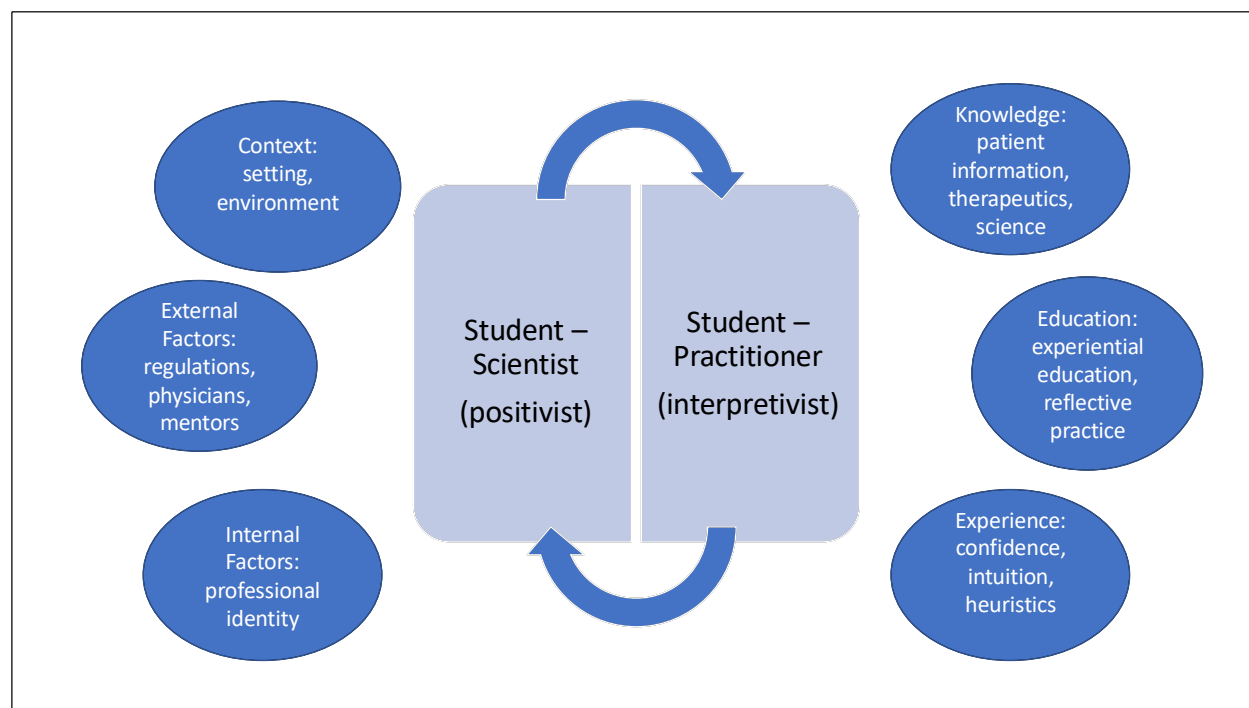 Context:
setting,
environment
External
Factors:
regulations,
physicians,
mentors
Internal
Factors:
professional
identity
Student –
Scientist
(positivist)
Student –
Practitioner
(interpretivist)
Knowledge:
patient
information,
therapeutics,
science
Education:
experiential
education,
reflective
practice
Experience:
confidence,
intuition,
heuristics